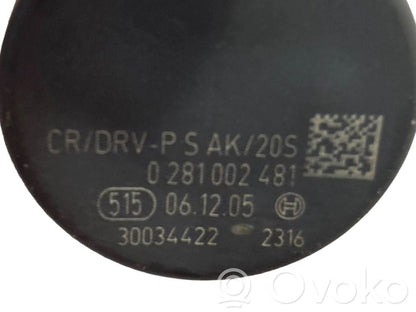 CR/DRV-P S AK/20S
0 281 002 481
515 06.12.05
30034422 2316
Ovoko